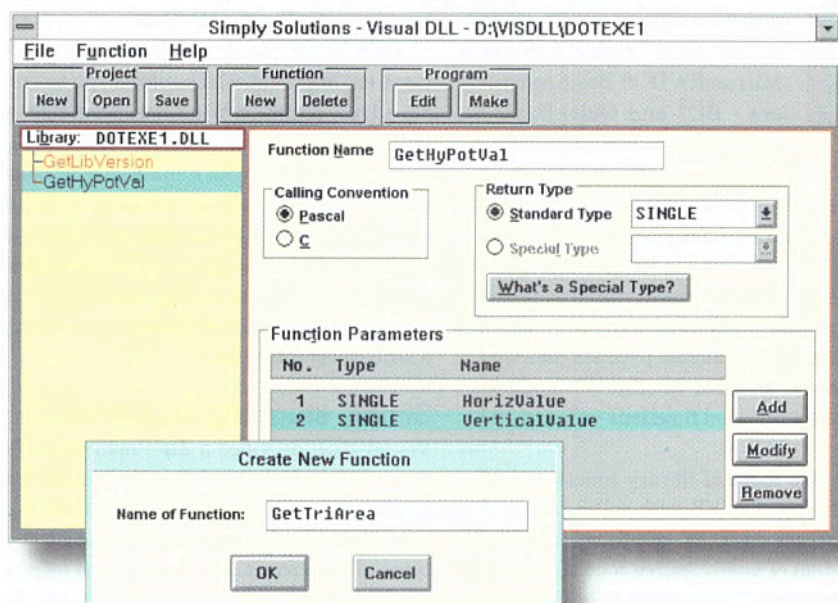 Simply Solutions - Visual DLL - D:\VISDLL\DOTEXE1
File Function Help
Project
New Open Save
Function
New Delete
Program
Edit Make
Library: DOTEXE1.DLL
GetLibVersion
GetHyPotVal
Function Name GetHyPotVal
Calling Convention
Pascal
C
Return Type
Standard Type SINGLE
Special Type
What's a Special Type?
Function Parameters
No. Type Name
1 SINGLE HorizValue
2 SINGLE VerticalValue
Add
Modify
Remove
Create New Function
Name of Function: GetTriArea
OK Cancel